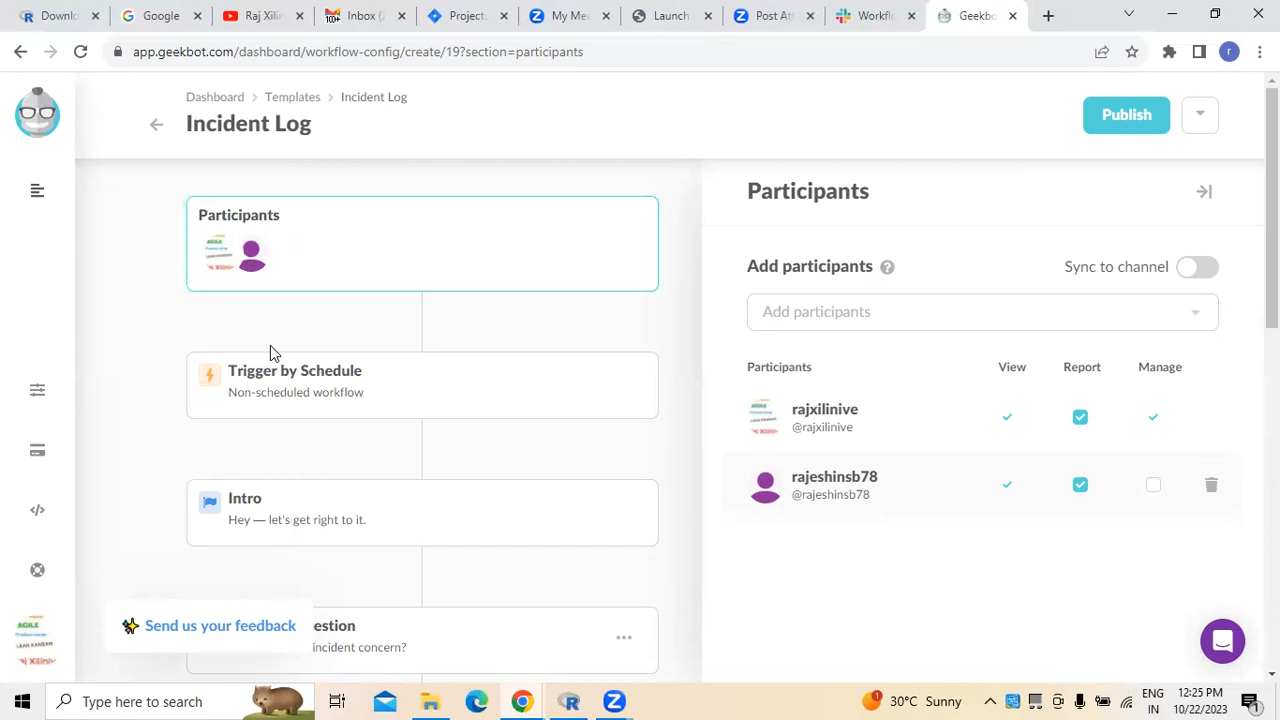 Google
Inbox (
Project
My Me
Launch
Post At
Workflo
Geekbo
app.geekbot.com/dashboard/workflow-config/create/19?section=participants
r
Dashboard > Templates > Incident Log
Incident Log
Publish
Participants
Trigger by Schedule
Non-scheduled workflow
Intro
Hey — let's get right to it.
estion
incident concern?
Send us your feedback
Participants
Add participants
Sync to channel
Add participants
Participants View Report Manage
rajxilinive
@rajxilinive
rajeshinsb78
@rajeshinsb78
AGILE
Type here to search
1
30°C Sunny
ENG
IN
12:25 PM
10/22/2023
1